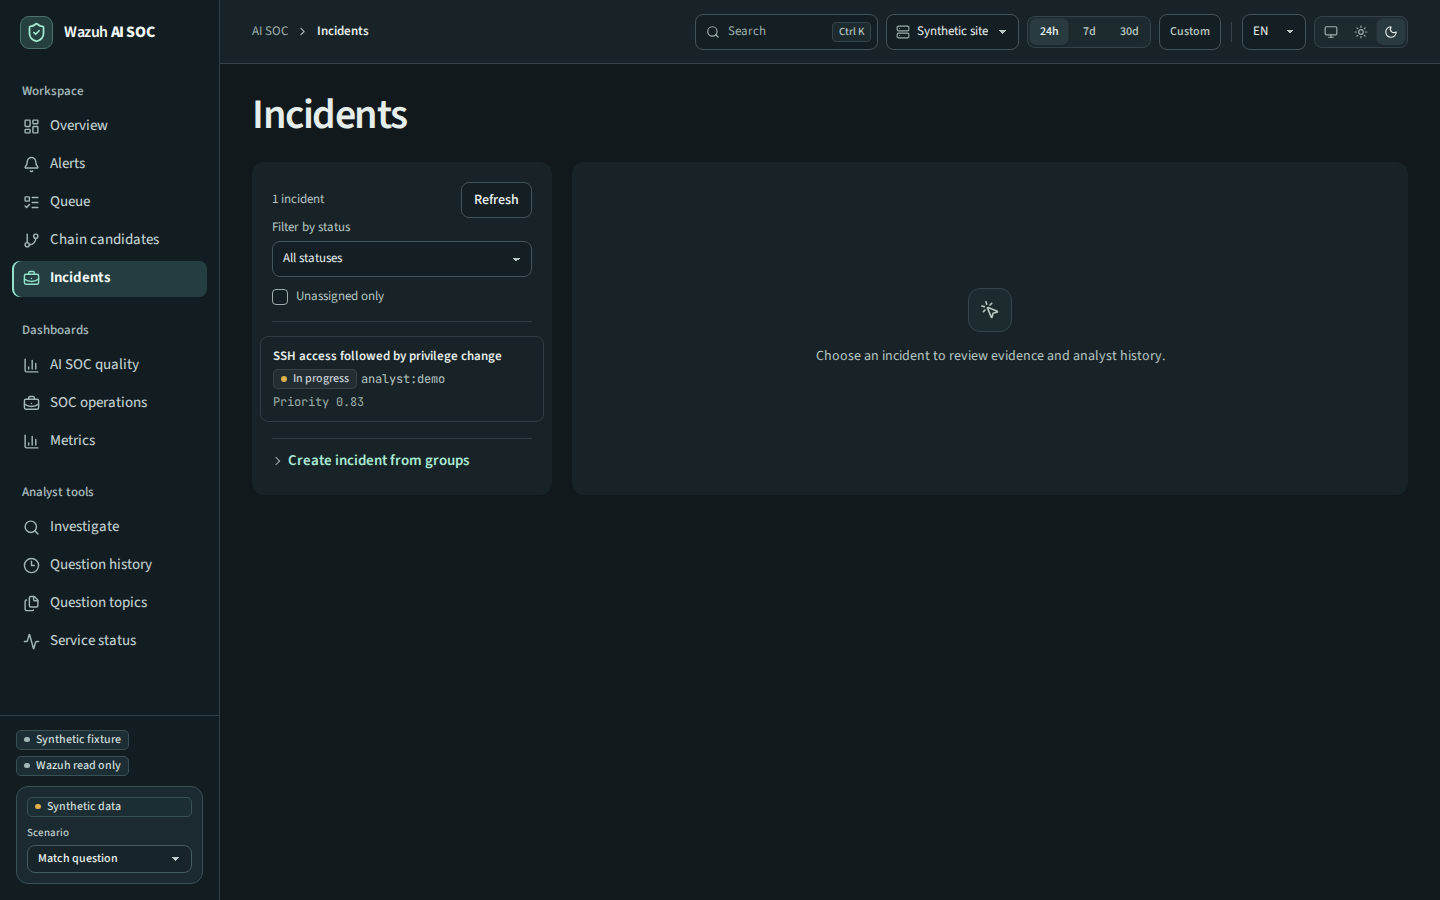 Wazuh AI SOC
Workspace
Overview
Alerts
Queue
Chain candidates
Incidents
Dashboards
AI SOC quality
SOC operations
Metrics
Analyst tools
Investigate
Question history
Question topics
Service status
Synthetic fixture
Wazuh read only
Synthetic data
Scenario
Match question
AI SOC > Incidents
Search Ctrl K
Synthetic site
24h 7d 30d
Custom
EN
Incidents
1 incident
Refresh
Filter by status
All statuses
Unassigned only
SSH access followed by privilege change
In progress analyst:demo
Priority 0.83
Create incident from groups
Choose an incident to review evidence and analyst history.